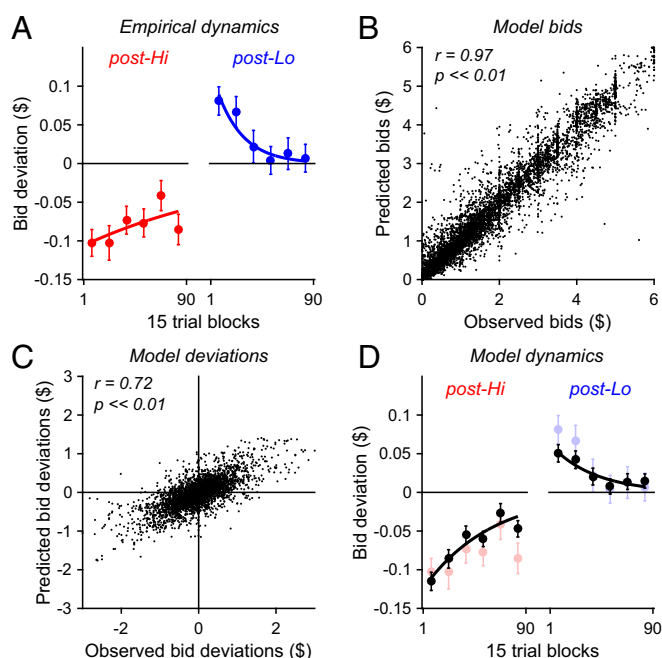 A
Empirical dynamics
post-Hi
post-Lo
Bid deviation ($)
0.1
0.05
0
-0.05
-0.1
-0.15
1
90
1
90
15 trial blocks
B
Model bids
r = 0.97
p << 0.01
Predicted bids ($)
6
5
4
3
2
1
0
0
2
4
6
Observed bids ($)
C
Model deviations
r = 0.72
p << 0.01
Predicted bid deviations ($)
3
2
1
0
-1
-2
-3
-2
0
2
Observed bid deviations ($)
D
Model dynamics
post-Hi
post-Lo
Bid deviation ($)
0.1
0.05
0
-0.05
-0.1
-0.15
1
90
1
90
15 trial blocks